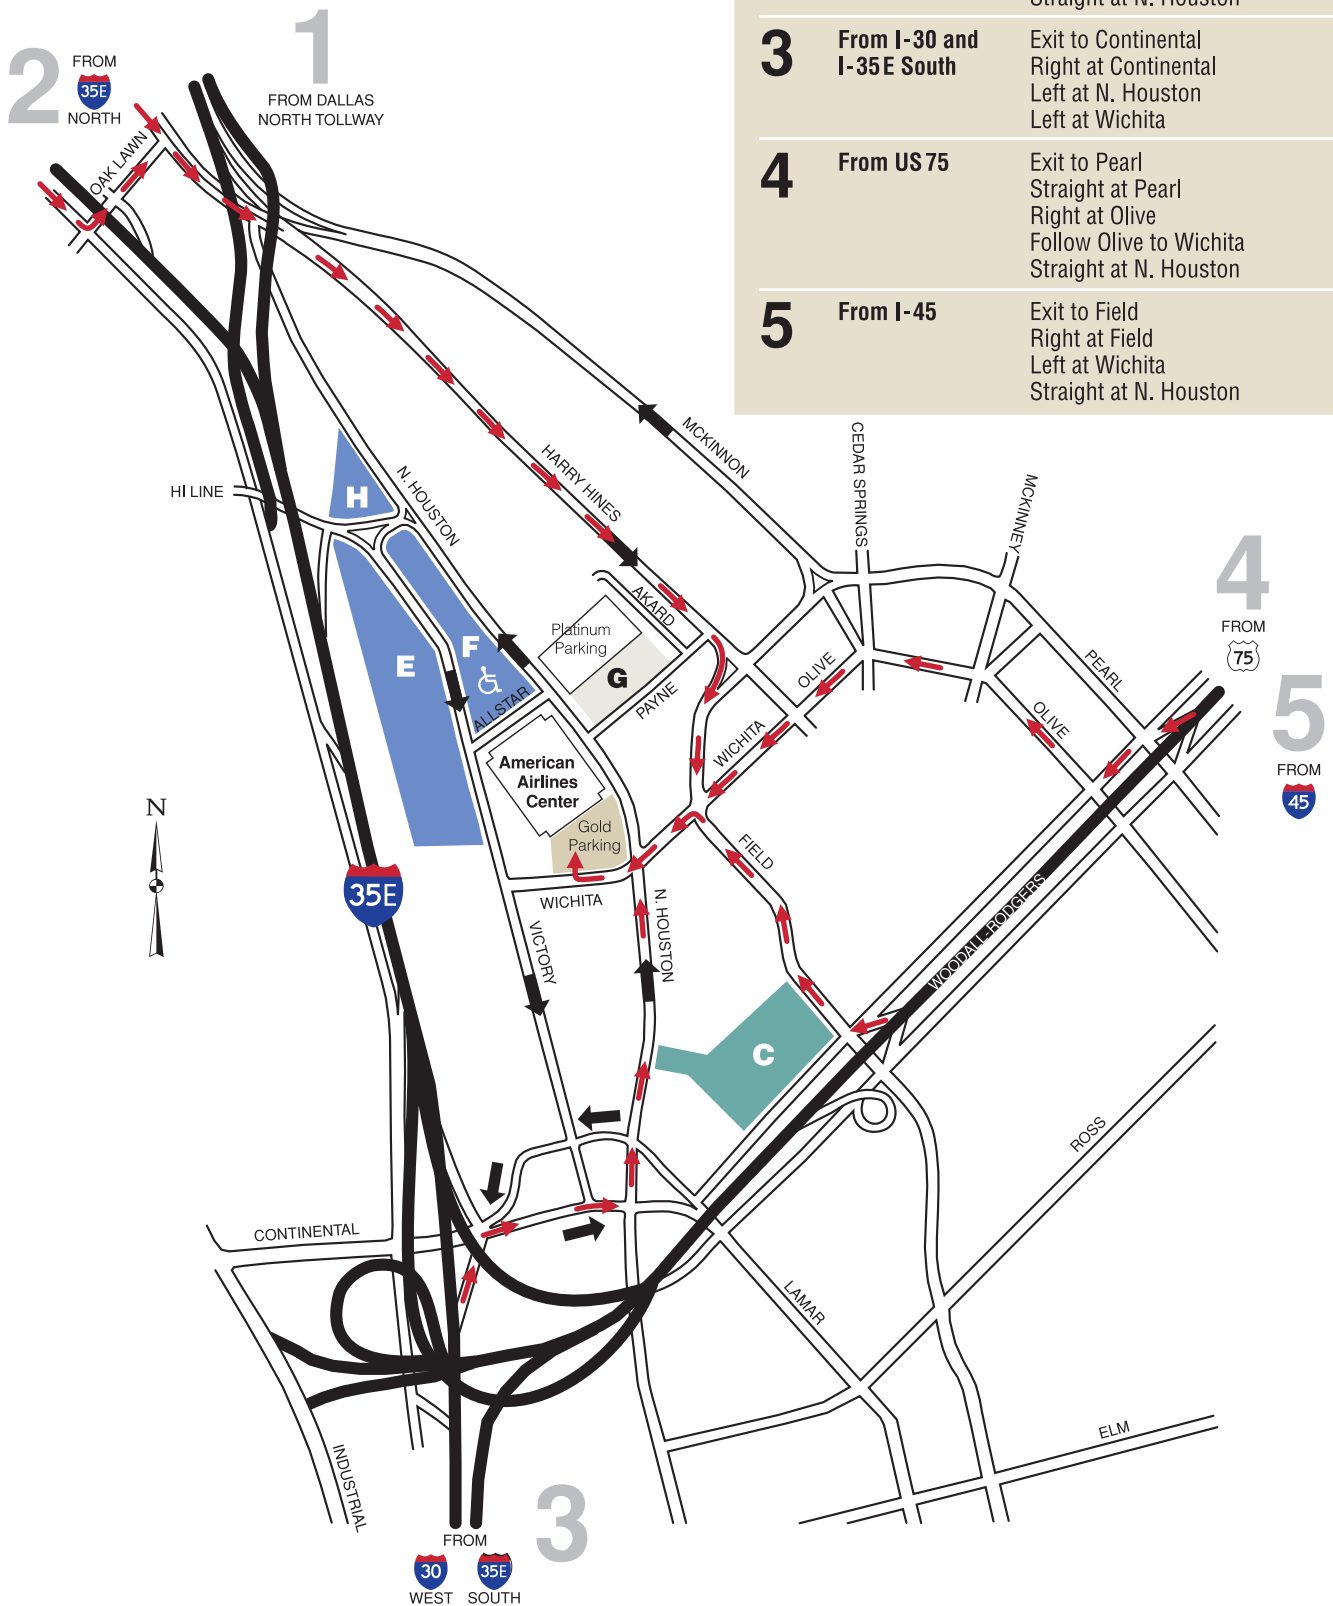 Straight at N. Houston
3 From I-30 and I-35E South
Exit to Continental
Right at Continental
Left at N. Houston
Left at Wichita
4 From US 75
Exit to Pearl
Straight at Pearl
Right at Olive
Follow Olive to Wichita
Straight at N. Houston
5 From I-45
Exit to Field
Right at Field
Left at Wichita
Straight at N. Houston
1
FROM DALLAS
NORTH TOLLWAY
2
FROM
35E
NORTH
OAK LAWN
HI LINE
H
N. HOUSTON
HARRY HINES
MCKINNON
CEDAR SPRINGS
MCKINNEY
4
FROM
75
5
FROM
45
AKARD
Platinum
Parking
G
PAYNE
E
F
ALLSTAR
OLIVE
PEARL
OLIVE
WICHITA
American
Airlines
Center
Gold
Parking
N
35E
WICHITA
FIELD
N. HOUSTON
VICTORY
WOODALL-RODGERS
C
ROSS
CONTINENTAL
LAMAR
ELM
INDUSTRIAL
3
FROM
30
WEST
35E
SOUTH